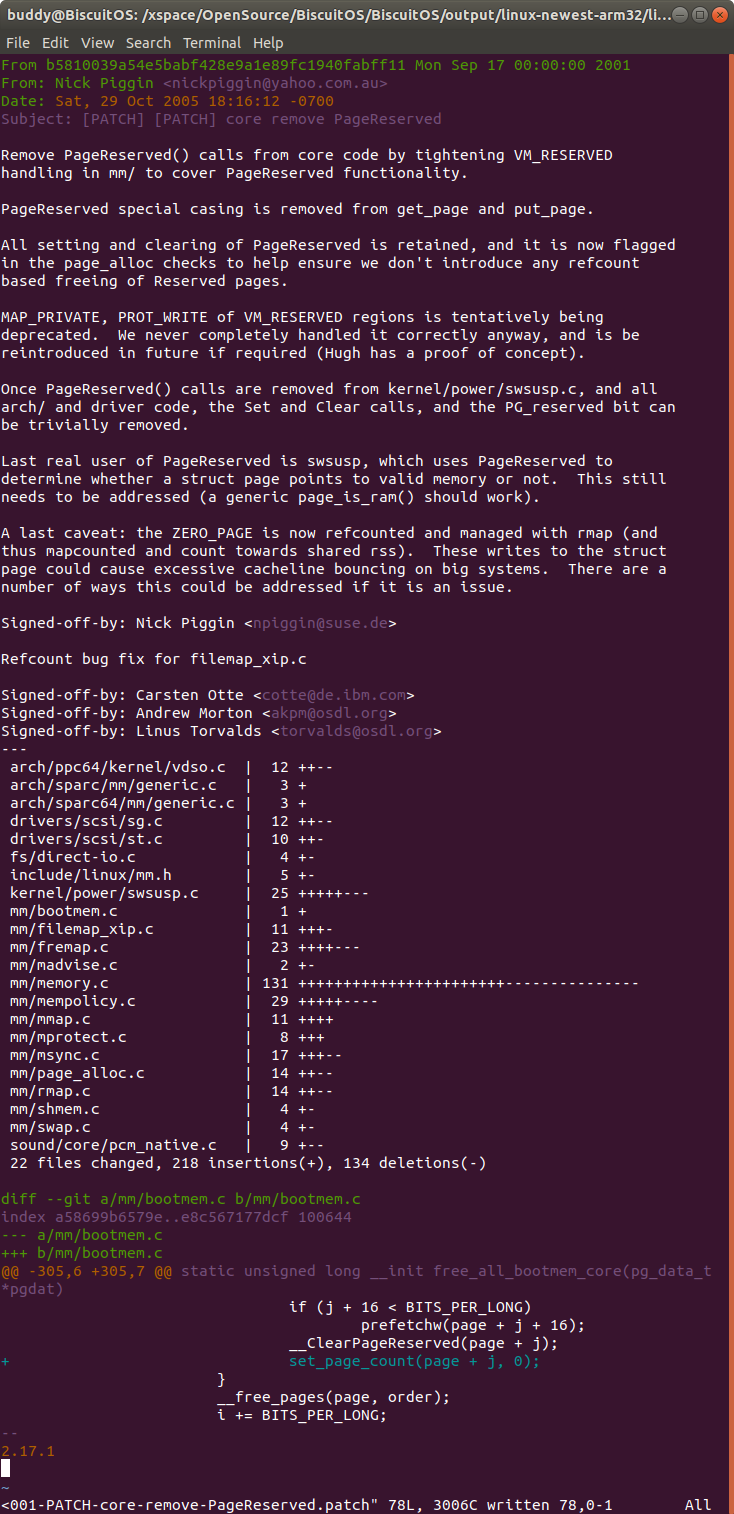 buddy@BiscuitOS: /xspace/OpenSource/BiscuitOS/BiscuitOS/output/linux-newest-arm32/li...
File Edit View Search Terminal Help
From b5810039a54e5babf428e9a1e89fc1940fabff11 Mon Sep 17 00:00:00 2001
From: Nick Piggin <nickpiggin@yahoo.com.au>
Date: Sat, 29 Oct 2005 18:16:12 -0700
Subject: [PATCH] [PATCH] core remove PageReserved

Remove PageReserved() calls from core code by tightening VM_RESERVED
handling in mm/ to cover PageReserved functionality.

PageReserved special casing is removed from get_page and put_page.

All setting and clearing of PageReserved is retained, and it is now flagged
in the page_alloc checks to help ensure we don't introduce any refcount
based freeing of Reserved pages.

MAP_PRIVATE, PROT_WRITE of VM_RESERVED regions is tentatively being
deprecated.  We never completely handled it correctly anyway, and is be
reintroduced in future if required (Hugh has a proof of concept).

Once PageReserved() calls are removed from kernel/power/swsusp.c, and all
arch/ and driver code, the Set and Clear calls, and the PG_reserved bit can
be trivially removed.

Last real user of PageReserved is swsusp, which uses PageReserved to
determine whether a struct page points to valid memory or not.  This still
needs to be addressed (a generic page_is_ram() should work).

A last caveat: the ZERO_PAGE is now refcounted and managed with rmap (and
thus mapcounted and count towards shared rss).  These writes to the struct
page could cause excessive cacheline bouncing on big systems.  There are a
number of ways this could be addressed if it is an issue.

Signed-off-by: Nick Piggin <npiggin@suse.de>

Refcount bug fix for filemap_xip.c

Signed-off-by: Carsten Otte <cotte@de.ibm.com>
Signed-off-by: Andrew Morton <akpm@osdl.org>
Signed-off-by: Linus Torvalds <torvalds@osdl.org>
---
 arch/ppc64/kernel/vdso.c  |  12 ++--
 arch/sparc/mm/generic.c   |   3 +
 arch/sparc64/mm/generic.c |   3 +
 drivers/scsi/sg.c         |  12 ++--
 drivers/scsi/st.c         |  10 ++-
 fs/direct-io.c            |   4 +-
 include/linux/mm.h        |   5 +-
 kernel/power/swsusp.c     |  25 +++++---
 mm/bootmem.c              |   1 +
 mm/filemap_xip.c          |  11 +++-
 mm/fremap.c               |  23 ++++---
 mm/madvise.c              |   2 +-
 mm/memory.c               | 131 +++++++++++++++++++++++---------------
 mm/mempolicy.c            |  29 +++++----
 mm/mmap.c                 |  11 ++++
 mm/mprotect.c             |   8 +++
 mm/msync.c                |  17 +++--
 mm/page_alloc.c           |  14 ++--
 mm/rmap.c                 |  14 ++--
 mm/shmem.c                |   4 +-
 mm/swap.c                 |   4 +-
 sound/core/pcm_native.c   |   9 +--
 22 files changed, 218 insertions(+), 134 deletions(-)

diff --git a/mm/bootmem.c b/mm/bootmem.c
index a58699b6579e..e8c567177dcf 100644
--- a/mm/bootmem.c
+++ b/mm/bootmem.c
@@ -305,6 +305,7 @@ static unsigned long __init free_all_bootmem_core(pg_data_t
*pgdat)
                                if (j + 16 < BITS_PER_LONG)
                                        prefetchw(page + j + 16);
                                __ClearPageReserved(page + j);
+                               set_page_count(page + j, 0);
                        }
                        __free_pages(page, order);
                        i += BITS_PER_LONG;
--
2.17.1

~
<001-PATCH-core-remove-PageReserved.patch" 78L, 3006C written 78,0-1        All